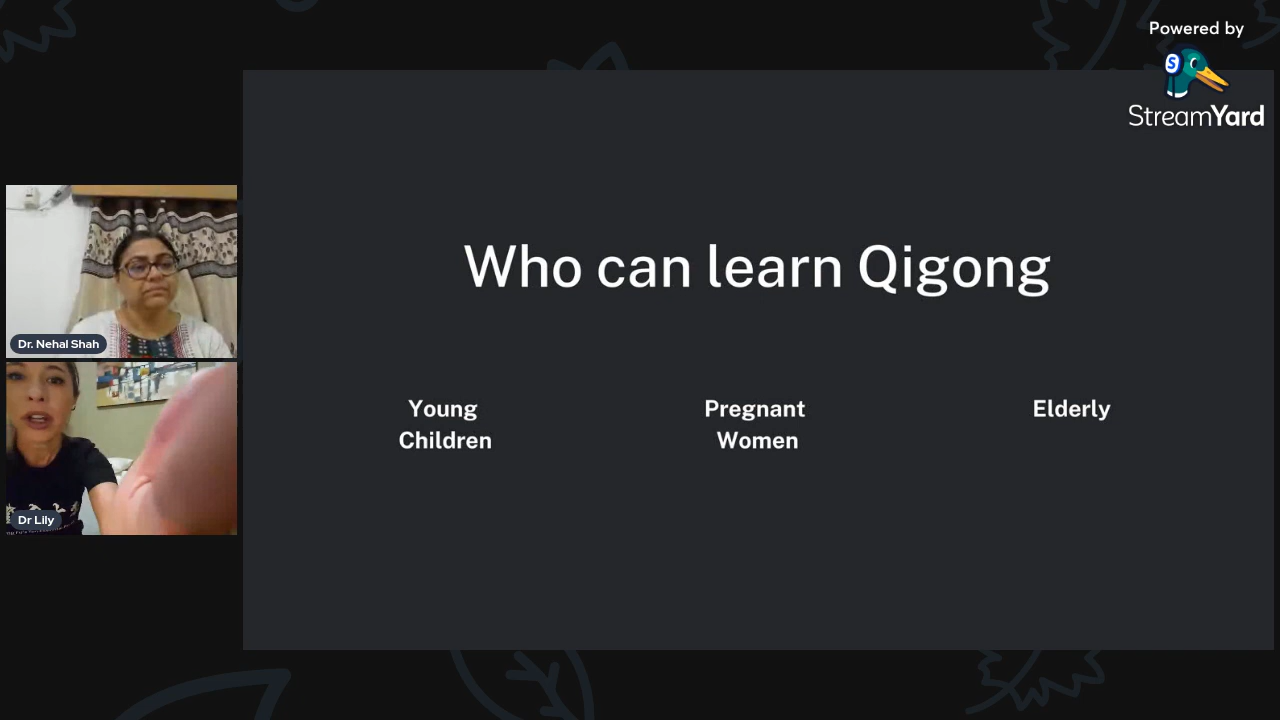 Powered by
S
StreamYard
Who can learn Qigong
Young
Children
Pregnant
Women
Elderly
Dr. Nehal Shah
Dr Lily